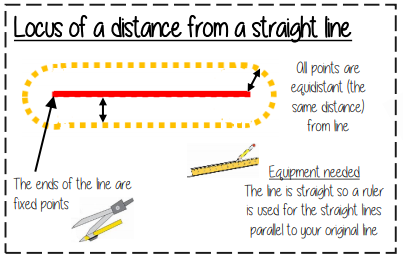 Locus of a distance from a straight line
All points are
equidistant (the
same distance)
from line
The ends of the line are
fixed points
Equipment needed
The line is straight so a ruler
is used for the straight lines
parallel to your original line